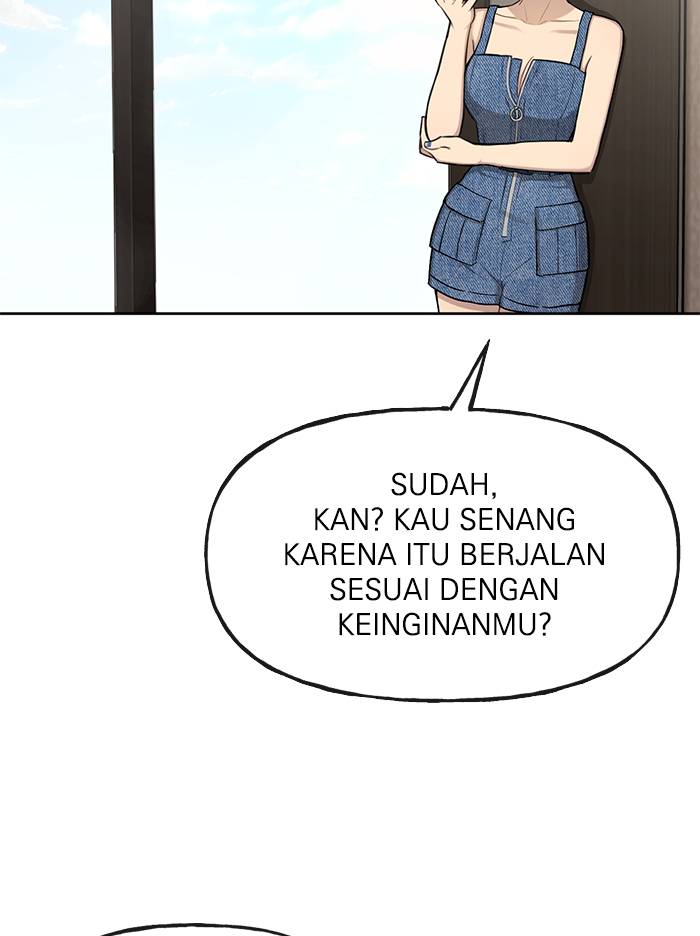 SUDAH,
KAN? KAU SENANG
KARENA ITU BERJALAN
SESUAI DENGAN
KEINGINANMU?